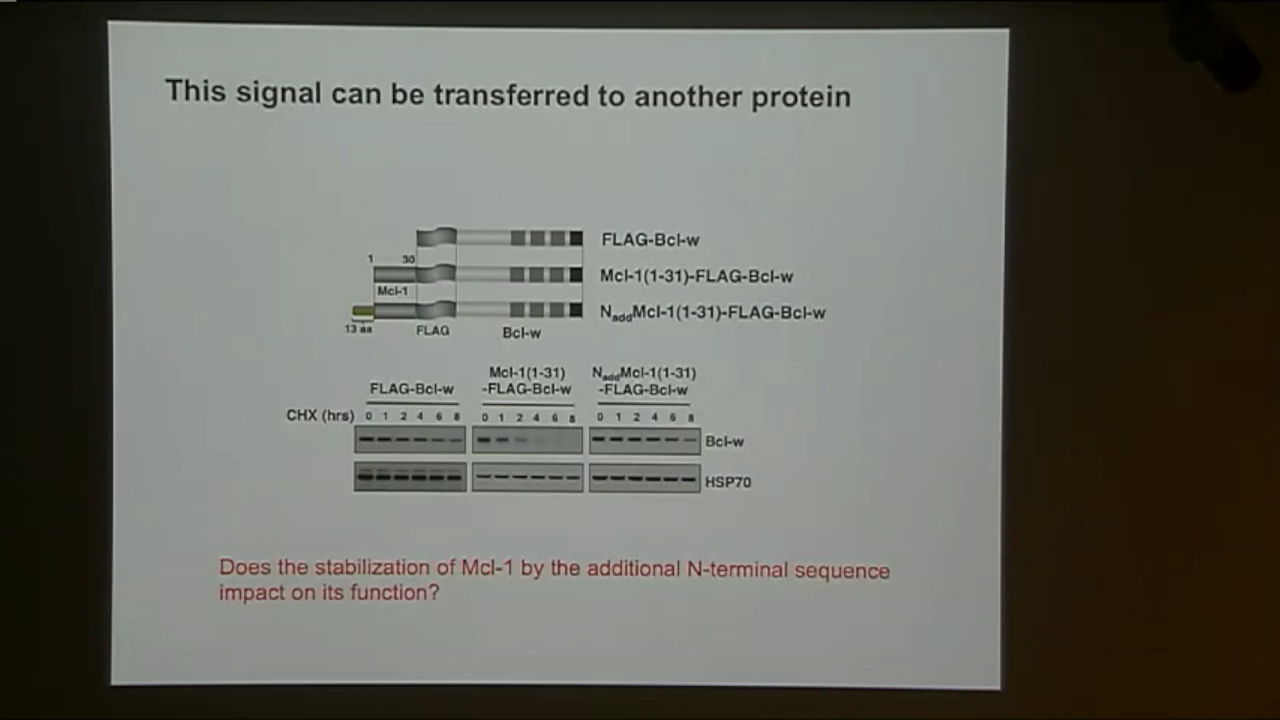 This signal can be transferred to another protein
FLAG-Bcl-w
1 30
Mcl-1(1-31)-FLAG-Bcl-w
Mcl-1
NaddMcl-1(1-31)-FLAG-Bcl-w
13 aa FLAG Bcl-w
FLAG-Bcl-w
Mcl-1(1-31)
-FLAG-Bcl-w
NaddMcl-1(1-31)
-FLAG-Bcl-w
CHX (hrs) 0 1 2 4 6 8 0 1 2 4 6 8 0 1 2 4 6 8
Bcl-w
HSP70
Does the stabilization of Mcl-1 by the additional N-terminal sequence
impact on its function?